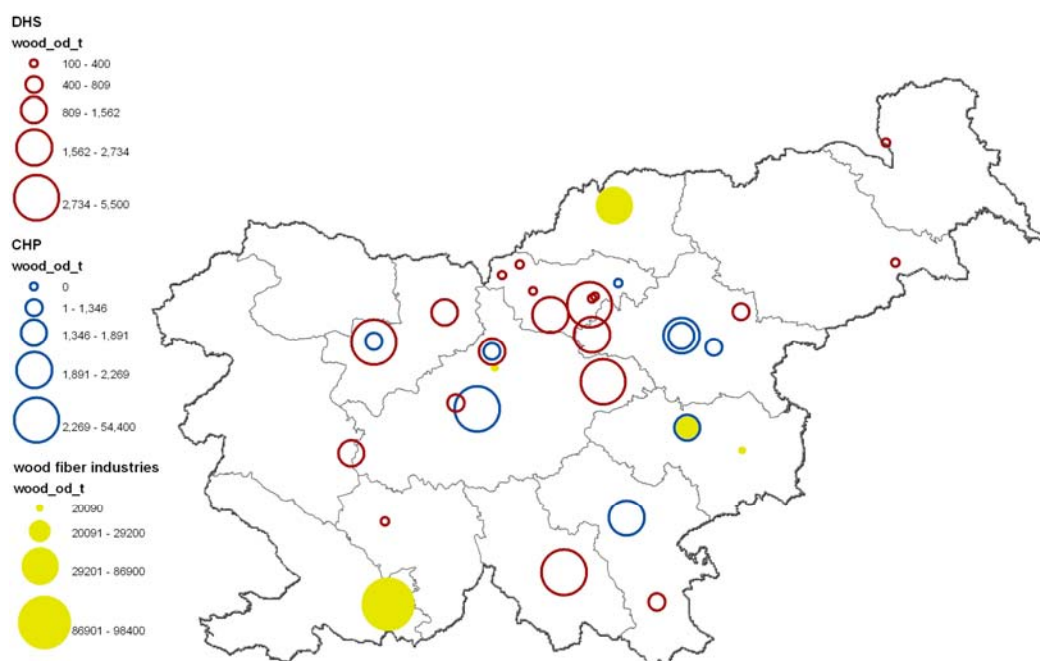 DHS
wood_od_t
100 - 400
400 - 809
809 - 1,562
1,562 - 2,734
2,734 - 5,500
CHP
wood_od_t
0
1 - 1,346
1,346 - 1,891
1,891 - 2,269
2,269 - 54,400
wood fiber industries
wood_od_t
20090
20091 - 29200
29201 - 86900
86901 - 98400